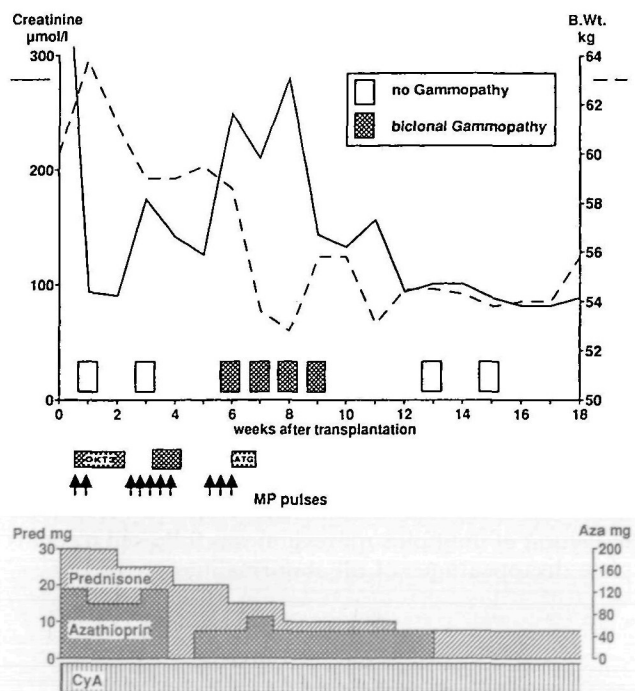 Creatinine
µmol/l
B.Wt.
kg
300
200
100
0
64
62
60
58
56
54
52
50
no Gammopathy
biclonal Gammopathy
0 2 4 6 8 10 12 14 16 18
weeks after transplantation
OKT3
ATG
MP pulses
Pred mg
Aza mg
30
20
10
0
200
160
120
80
40
0
Prednisone
Azathioprin
CyA